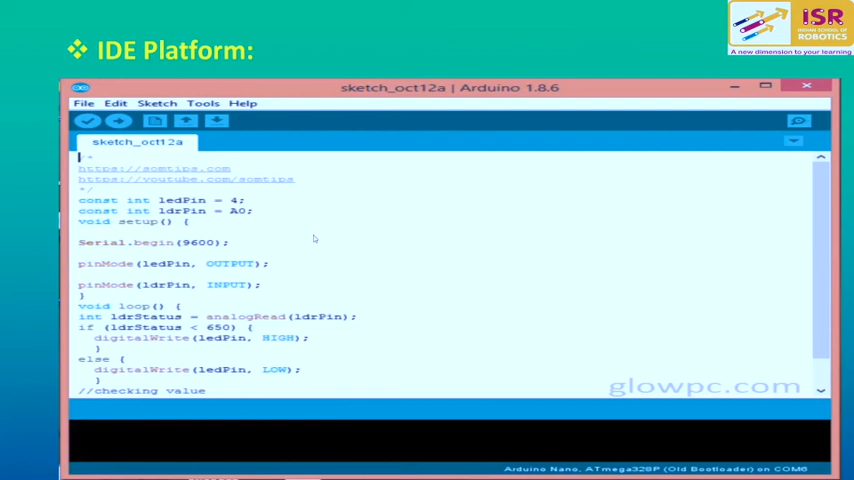 ❖ IDE Platform:
ISR
INDIAN SCHOOL OF
ROBOTICS
A new dimension to your learning
sketch_oct12a | Arduino 1.8.6
File Edit Sketch Tools Help
sketch_oct12a
/*
https://somtips.com
https://youtube.com/somtips
*/
const int ledPin = 4;
const int ldrPin = A0;
void setup() {
Serial.begin(9600);
pinMode(ledPin, OUTPUT);
pinMode(ldrPin, INPUT);
}
void loop() {
int ldrStatus = analogRead(ldrPin);
if (ldrStatus < 650) {
digitalWrite(ledPin, HIGH);
}
else {
digitalWrite(ledPin, LOW);
}
//checking value
glowpc.com
Arduino Nano, ATmega328P (Old Bootloader) on COM6